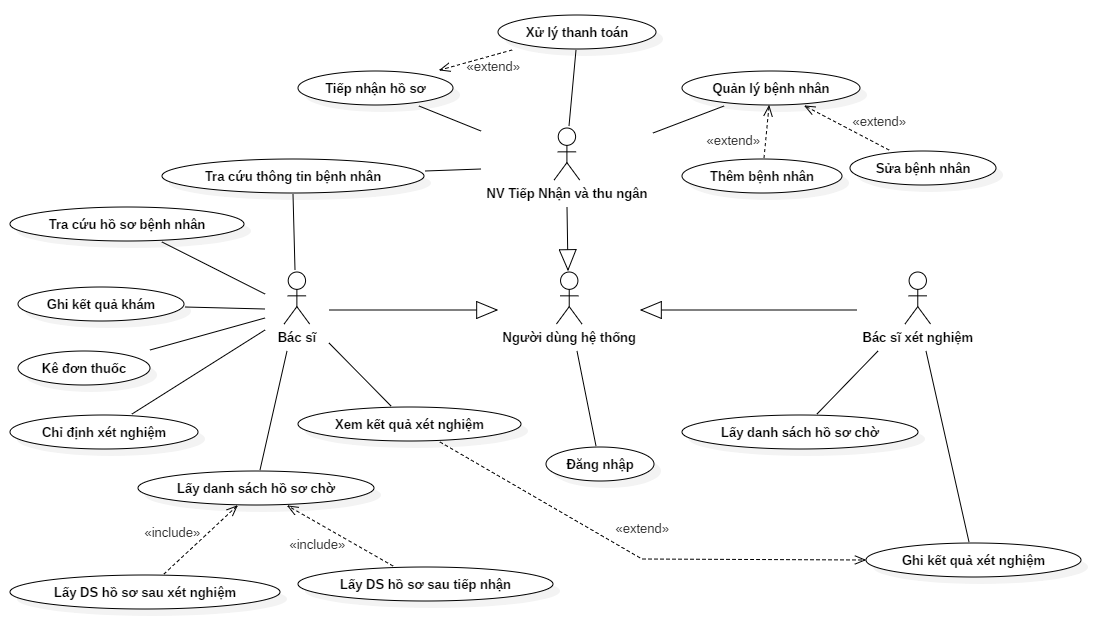 Xử lý thanh toán
«extend»
Tiếp nhận hồ sơ
Quản lý bệnh nhân
«extend»
«extend»
Thêm bệnh nhân
Sửa bệnh nhân
Tra cứu thông tin bệnh nhân
NV Tiếp Nhận và thu ngân
Tra cứu hồ sơ bệnh nhân
Ghi kết quả khám
Bác sĩ
Người dùng hệ thống
Bác sĩ xét nghiệm
Kê đơn thuốc
Chỉ định xét nghiệm
Xem kết quả xét nghiệm
Lấy danh sách hồ sơ chờ
Đăng nhập
Lấy danh sách hồ sơ chờ
«include»
«include»
«extend»
Ghi kết quả xét nghiệm
Lấy DS hồ sơ sau xét nghiệm
Lấy DS hồ sơ sau tiếp nhận